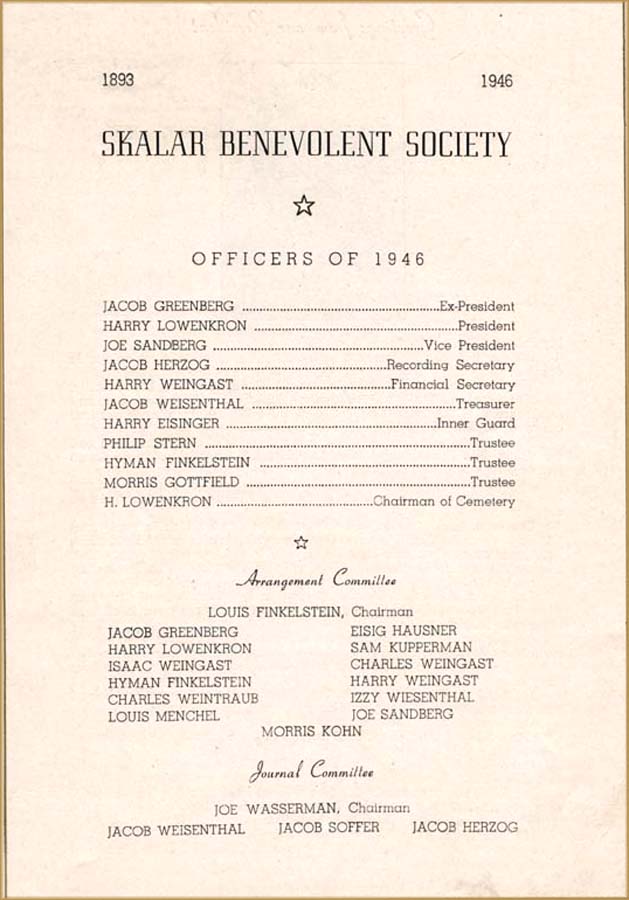 1893 1946
SKALAR BENEVOLENT SOCIETY
OFFICERS OF 1946
JACOB GREENBERG ........................................................Ex-President
HARRY LOWENKRON ........................................................President
JOE SANDBERG ........................................................Vice President
JACOB HERZOG ................................................Recording Secretary
HARRY WEINGAST ..........................................Financial Secretary
JACOB WEISENTHAL ........................................................Treasurer
HARRY EISINGER ........................................................Inner Guard
PHILIP STERN ........................................................Trustee
HYMAN FINKELSTEIN ........................................................Trustee
MORRIS GOTTFIELD ........................................................Trustee
H. LOWENKRON ............................................Chairman of Cemetery
Arrangement Committee
LOUIS FINKELSTEIN, Chairman
JACOB GREENBERG EISIG HAUSNER
HARRY LOWENKRON SAM KUPPERMAN
ISAAC WEINGAST CHARLES WEINGAST
HYMAN FINKELSTEIN HARRY WEINGAST
CHARLES WEINTRAUB IZZY WIESENTHAL
LOUIS MENCHEL JOE SANDBERG
MORRIS KOHN
Journal Committee
JOE WASSERMAN, Chairman
JACOB WEISENTHAL JACOB SOFFER JACOB HERZOG